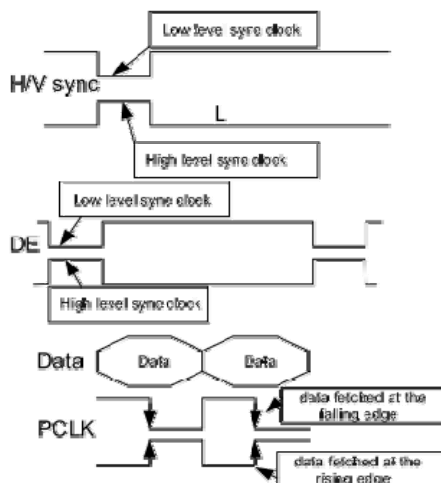 Low level sync clock
H/V sync
L
High level sync clock
Low level sync clock
DE
High level sync clock
Data
Data
Data
data fetched at the
falling edge
PCLK
data fetched at the
rising edge